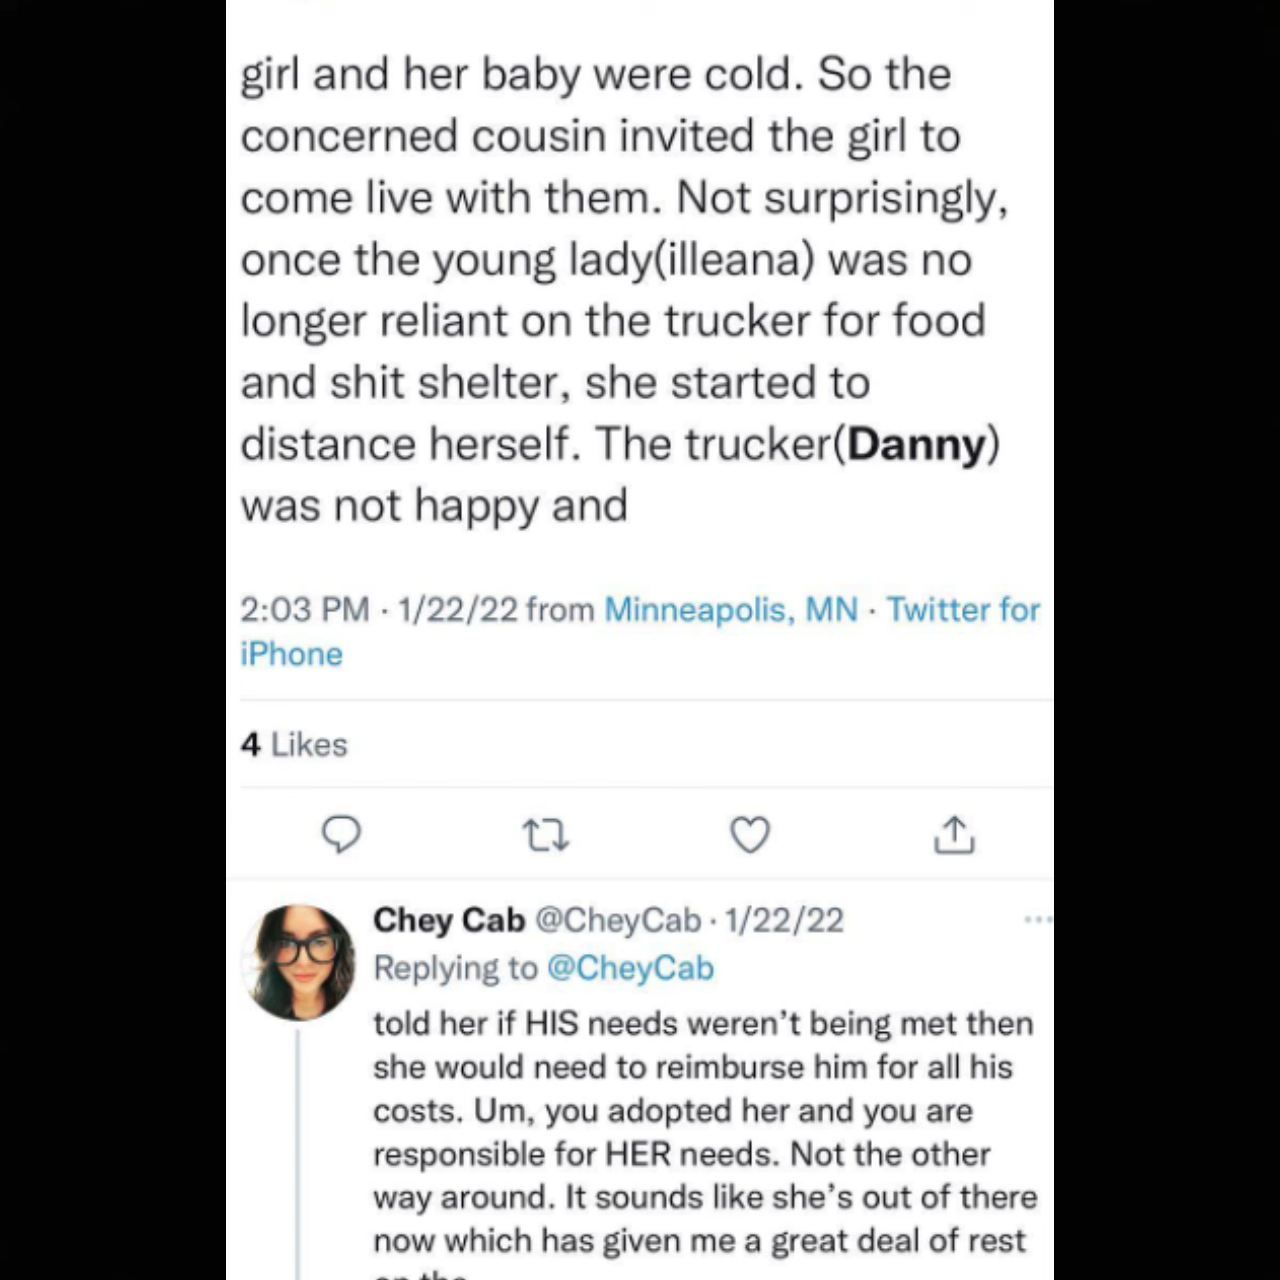 girl and her baby were cold. So the
concerned cousin invited the girl to
come live with them. Not surprisingly,
once the young lady(illeana) was no
longer reliant on the trucker for food
and shit shelter, she started to
distance herself. The trucker(Danny)
was not happy and
2:03 PM · 1/22/22 from Minneapolis, MN · Twitter for
iPhone
4 Likes
Chey Cab @CheyCab · 1/22/22
Replying to @CheyCab
told her if HIS needs weren’t being met then
she would need to reimburse him for all his
costs. Um, you adopted her and you are
responsible for HER needs. Not the other
way around. It sounds like she’s out of there
now which has given me a great deal of rest
on the